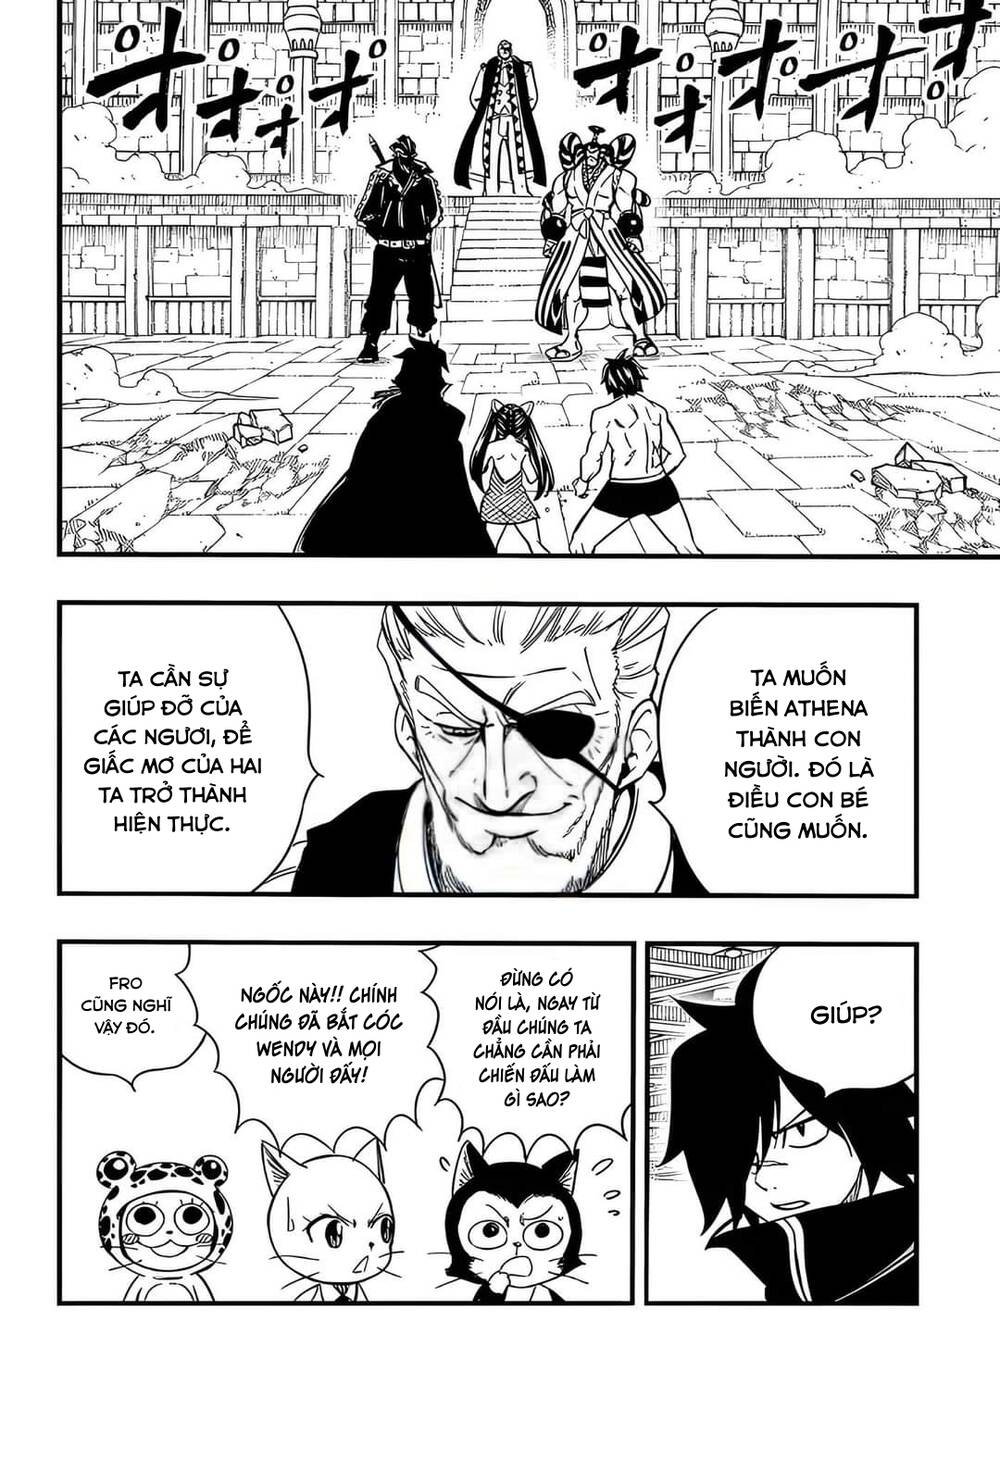 オオオオオ
オオオオオ
TA MUỐN
BIẾN ATHENA
THÀNH CON
NGƯỜI. ĐÓ LÀ
ĐIỀU CON BÉ
CŨNG MUỐN.
TA CẦN SỰ
GIÚP ĐỠ CỦA
CÁC NGƯƠI, ĐỂ
GIẤC MƠ CỦA HAI
TA TRỞ THÀNH
HIỆN THỰC.
GIÚP?
ĐỪNG CÓ
NÓI LÀ, NGAY TỪ
ĐẦU CHÚNG TA
CHẲNG CẦN PHẢI
CHIẾN ĐẤU LÀM
GÌ SAO?
NGỐC NÀY!! CHÍNH
CHÚNG ĐÃ BẮT CÓC
WENDY VÀ MỌI
NGƯỜI ĐẤY!
FRO
CŨNG NGHĨ
VẬY ĐÓ.